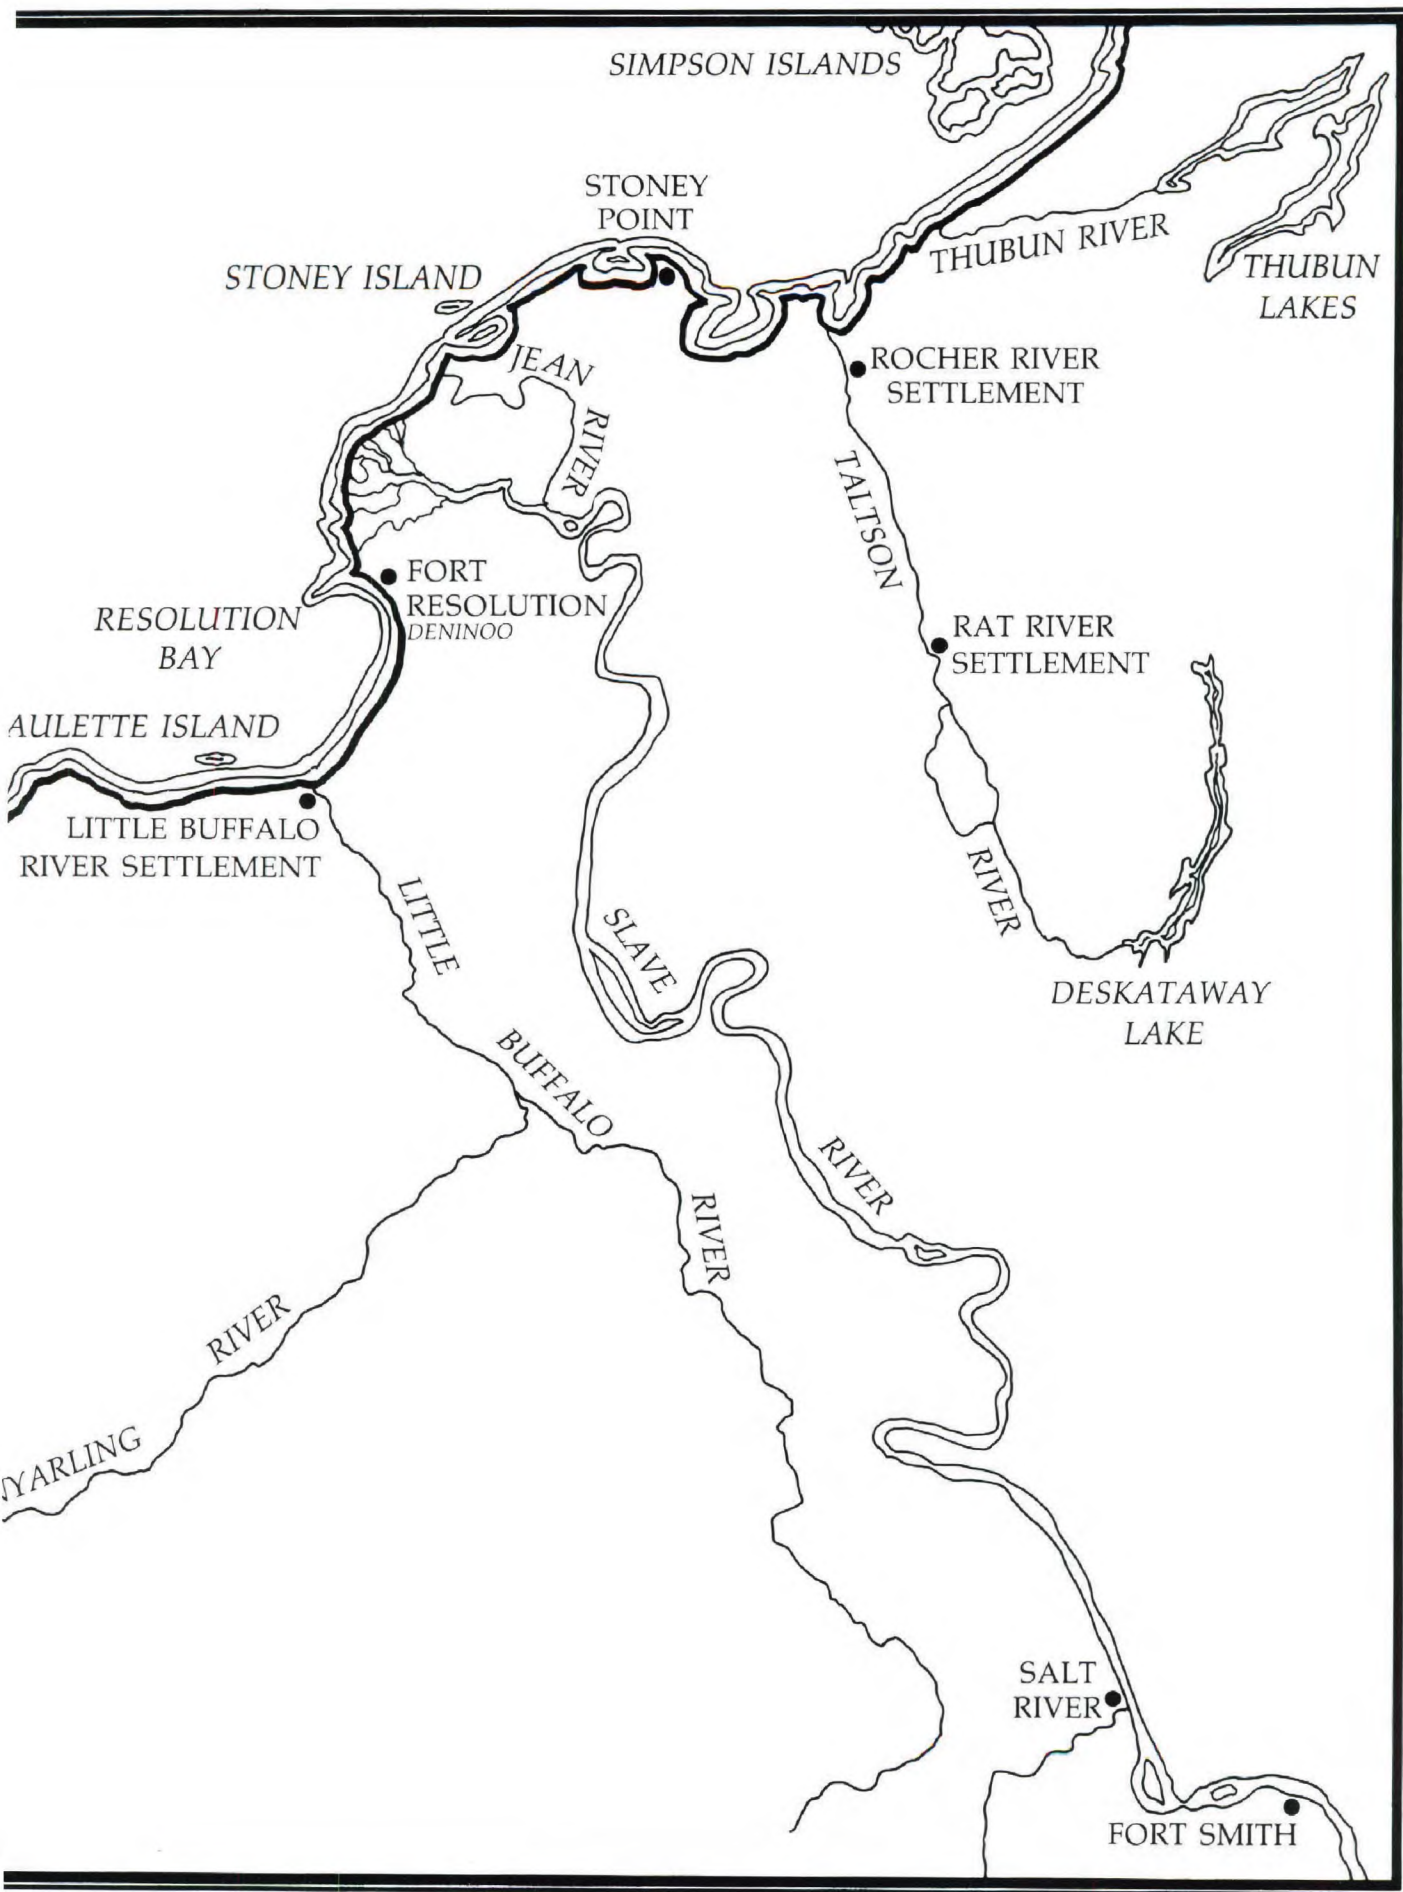 SIMPSON ISLANDS
STONEY
POINT
THUBUN RIVER
STONEY ISLAND
THUBUN
LAKES
JEAN
RIVER
ROCHER RIVER
SETTLEMENT
TALTSON
FORT
RESOLUTION
DENINOO
RESOLUTION
BAY
RAT RIVER
SETTLEMENT
AULETTE ISLAND
LITTLE BUFFALO
RIVER SETTLEMENT
RIVER
LITTLE
SLAVE
DESKATAWAY
LAKE
BUFFALO
RIVER
RIVER
RIVER
NYARLING
SALT
RIVER
FORT SMITH